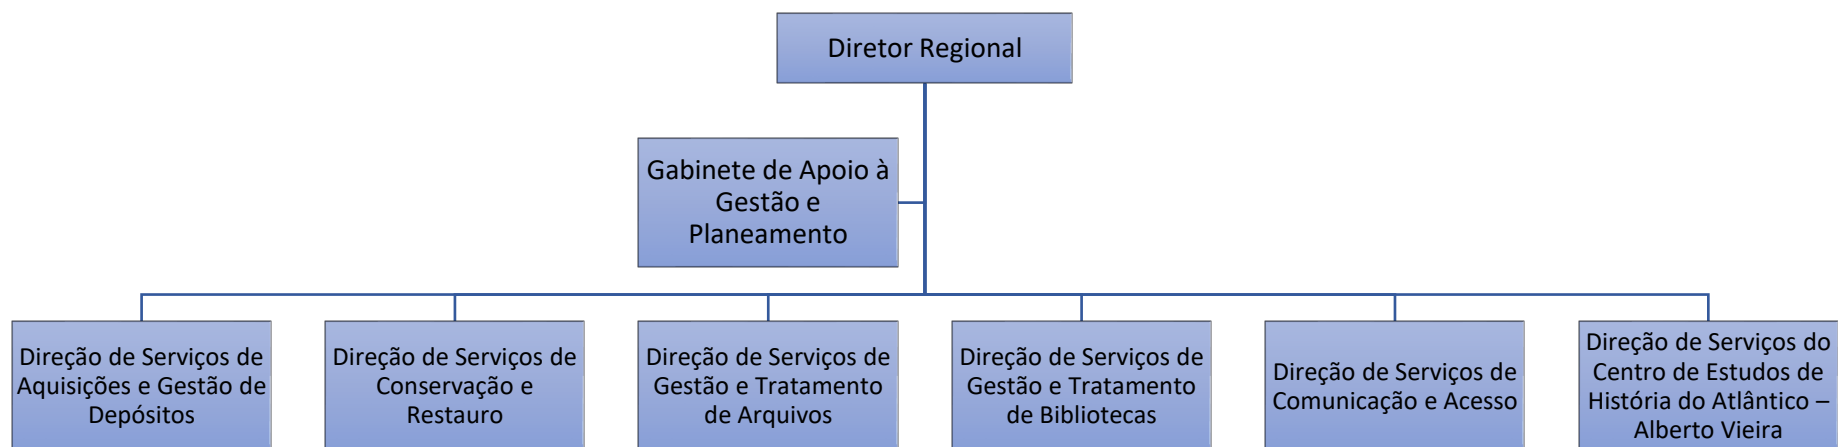 Diretor Regional
Gabinete de Apoio à
Gestão e
Planeamento
Direção de Serviços de
Aquisições e Gestão de
Depósitos
Direção de Serviços de
Conservação e
Restauro
Direção de Serviços de
Gestão e Tratamento
de Arquivos
Direção de Serviços de
Gestão e Tratamento
de Bibliotecas
Direção de Serviços de
Comunicação e Acesso
Direção de Serviços do
Centro de Estudos de
História do Atlântico –
Alberto Vieira